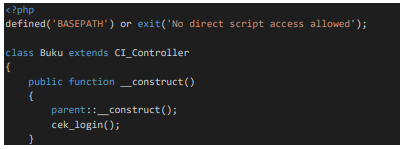 <?php
defined('BASEPATH') or exit('No direct script access allowed');
class Buku extends CI_Controller
{
public function __construct()
{
parent::__construct();
cek_login();
}